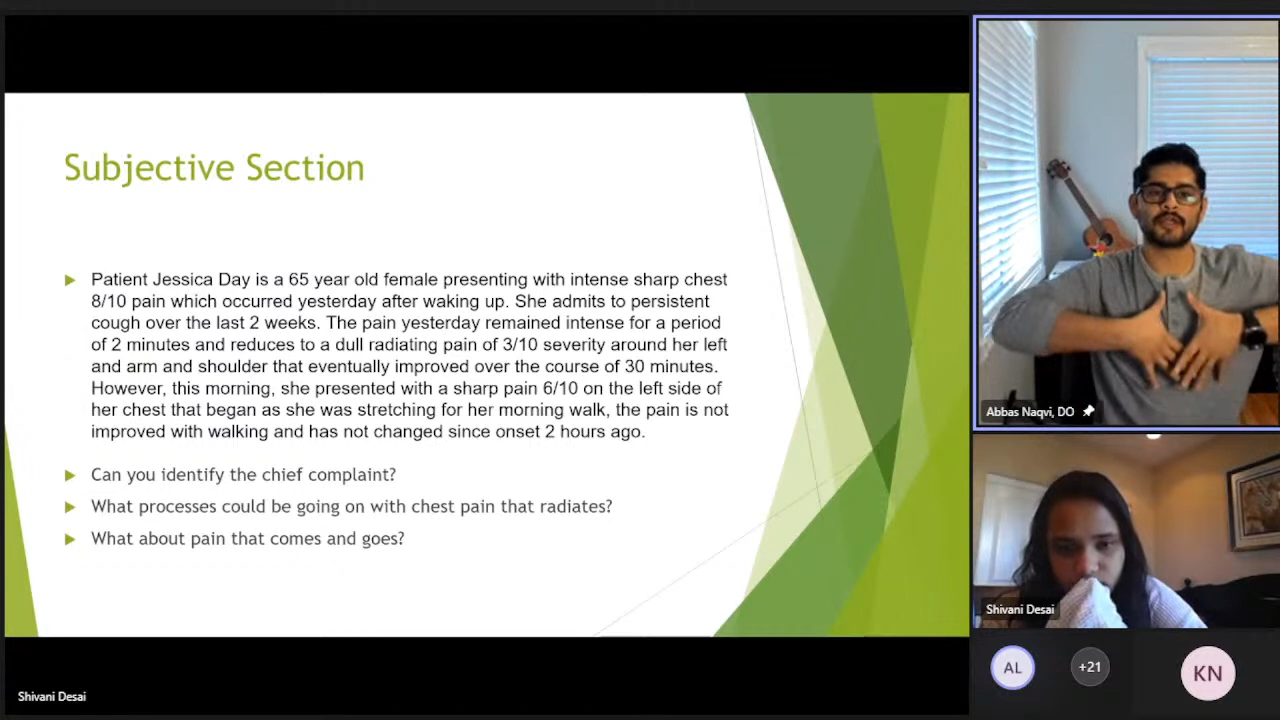 Subjective Section
Patient Jessica Day is a 65 year old female presenting with intense sharp chest
8/10 pain which occurred yesterday after waking up. She admits to persistent
cough over the last 2 weeks. The pain yesterday remained intense for a period
of 2 minutes and reduces to a dull radiating pain of 3/10 severity around her left
and arm and shoulder that eventually improved over the course of 30 minutes.
However, this morning, she presented with a sharp pain 6/10 on the left side of
her chest that began as she was stretching for her morning walk, the pain is not
improved with walking and has not changed since onset 2 hours ago.
Can you identify the chief complaint?
What processes could be going on with chest pain that radiates?
What about pain that comes and goes?
Shivani Desai
Abbas Naqvi, DO
Shivani Desai
AL
+21
KN